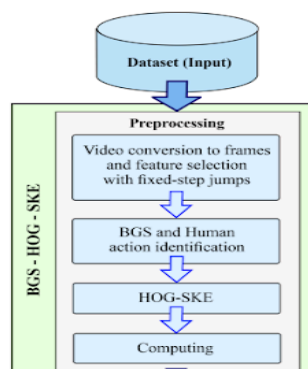 Dataset (Input)
Preprocessing
Video conversion to frames
and feature selection
with fixed-step jumps
BGS and Human
action identification
HOG-SKE
Computing
BGS - HOG - SKE